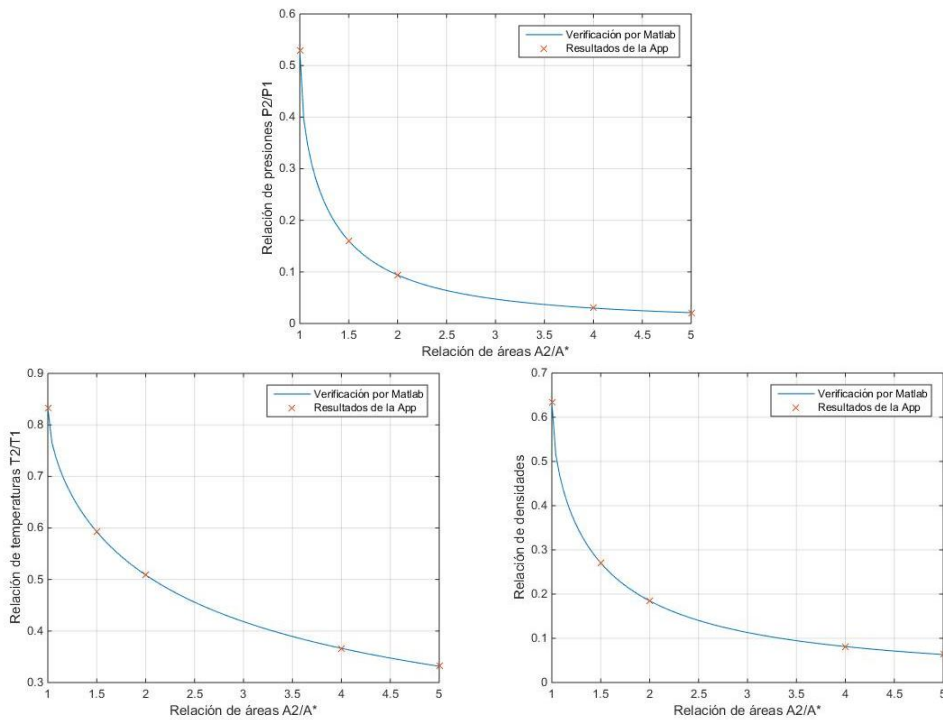 0.6
0.5
0.4
0.3
0.2
0.1
0
Relación de presiones P2/P1
Verificación por Matlab
Resultados de la App
1 1.5 2 2.5 3 3.5 4 4.5 5
Relación de áreas A2/A*
0.9
0.8
0.7
0.6
0.5
0.4
0.3
Relación de temperaturas T2/T1
Verificación por Matlab
Resultados de la App
1 1.5 2 2.5 3 3.5 4 4.5 5
Relación de áreas A2/A*
0.7
0.6
0.5
0.4
0.3
0.2
0.1
0
Relación de densidades
Verificación por Matlab
Resultados de la App
1 1.5 2 2.5 3 3.5 4 4.5 5
Relación de áreas A2/A*